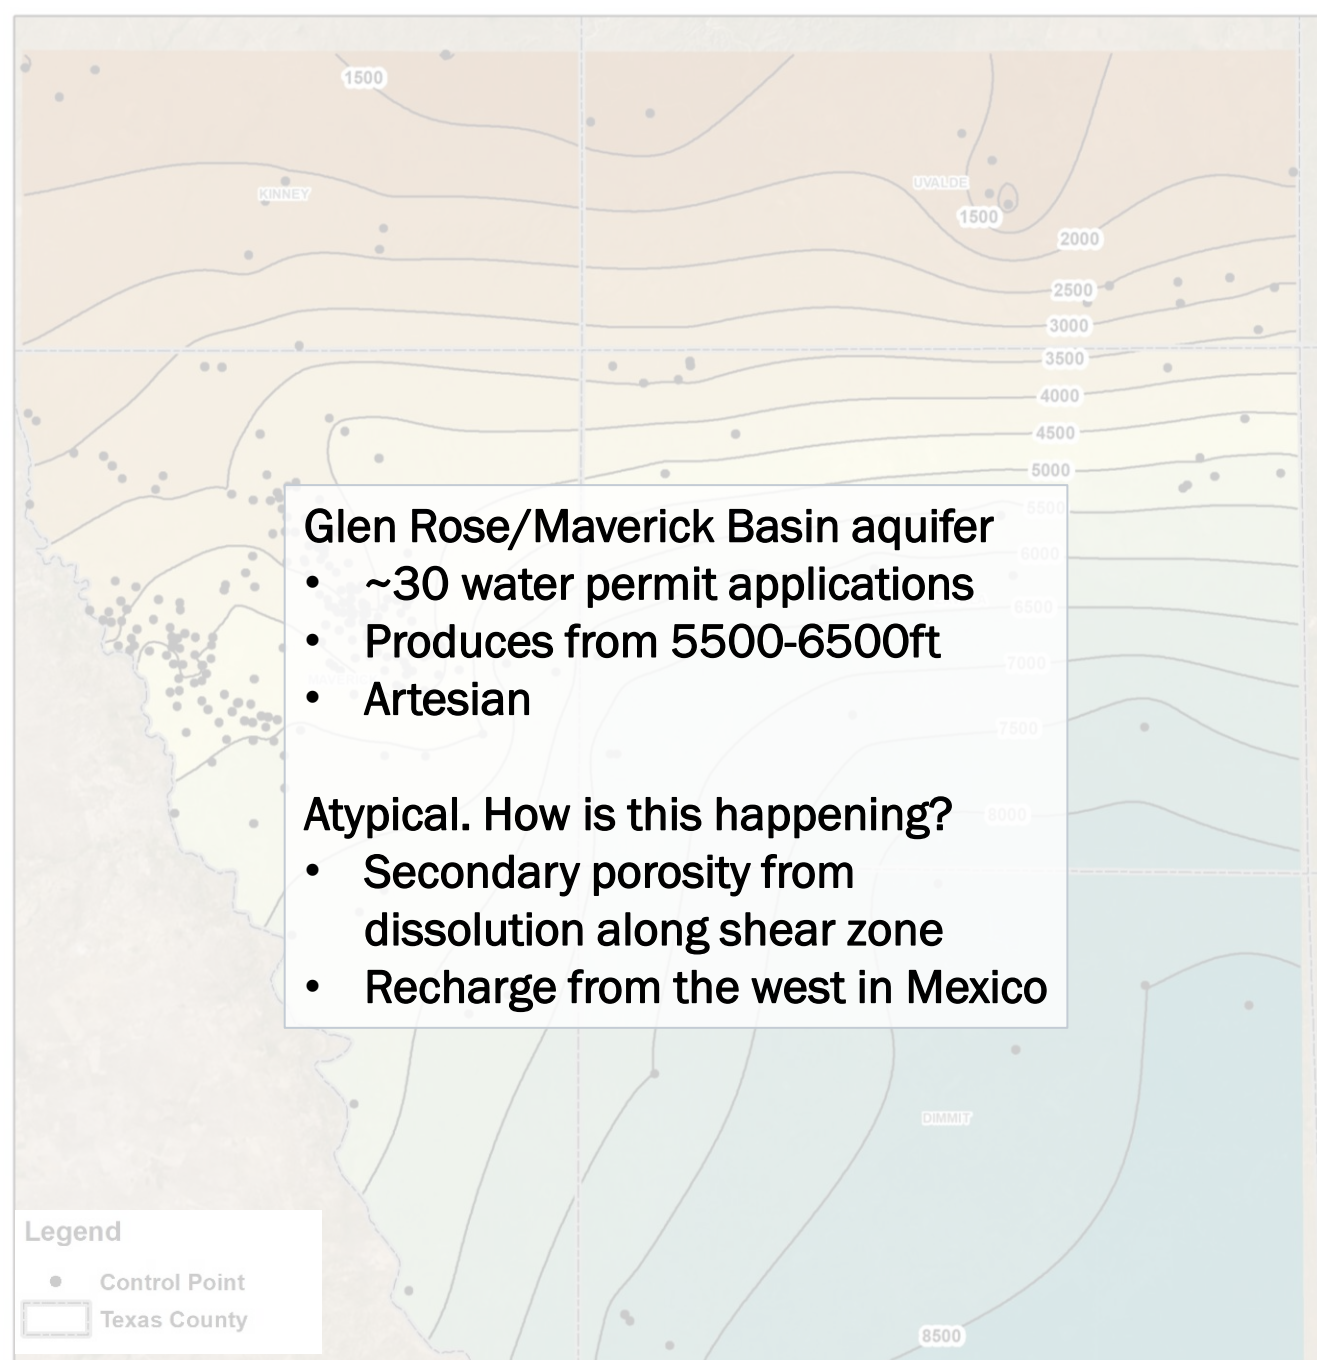 1500
KINNEY
UVALDE
1500
2000
2500
3000
3500
4000
4500
5000
5500
6000
6500
7000
7500
8000
Glen Rose/Maverick Basin aquifer
• ~30 water permit applications
• Produces from 5500-6500ft
• Artesian
Atypical. How is this happening?
• Secondary porosity from
dissolution along shear zone
• Recharge from the west in Mexico
DIMMIT
Legend
Control Point
Texas County
8500